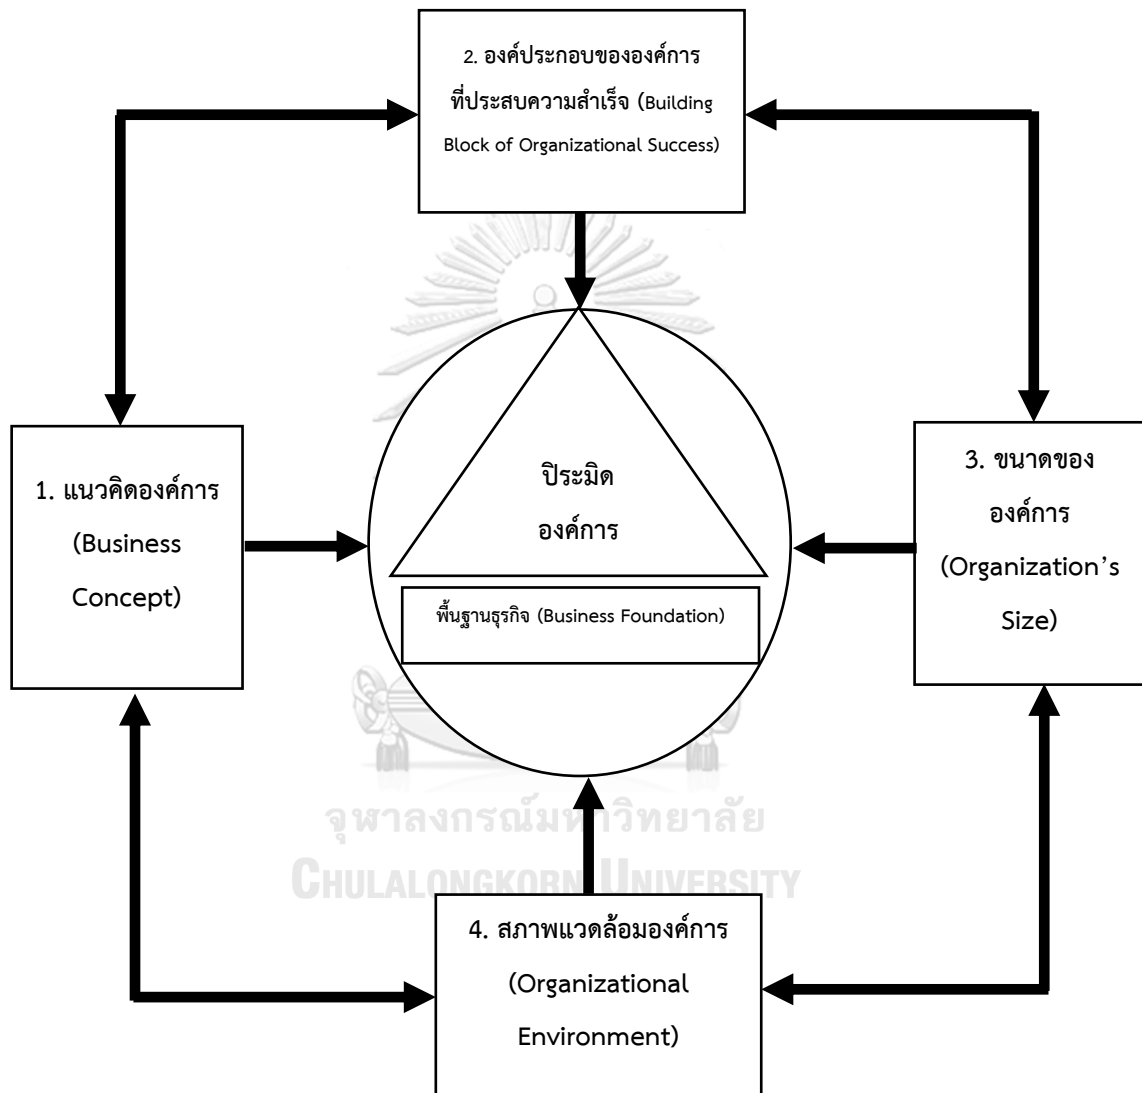 2. องค์ประกอบขององค์การ
ที่ประสบความสำเร็จ (Building
Block of Organizational Success)
1. แนวคิดองค์การ
(Business
Concept)
ปิระมิด
องค์การ
พื้นฐานธุรกิจ (Business Foundation)
3. ขนาดของ
องค์การ
(Organization’s
Size)
จุฬาลงกรณ์มหาวิทยาลัย
CHULALONGKORN UNIVERSITY
4. สภาพแวดล้อมองค์การ
(Organizational
Environment)